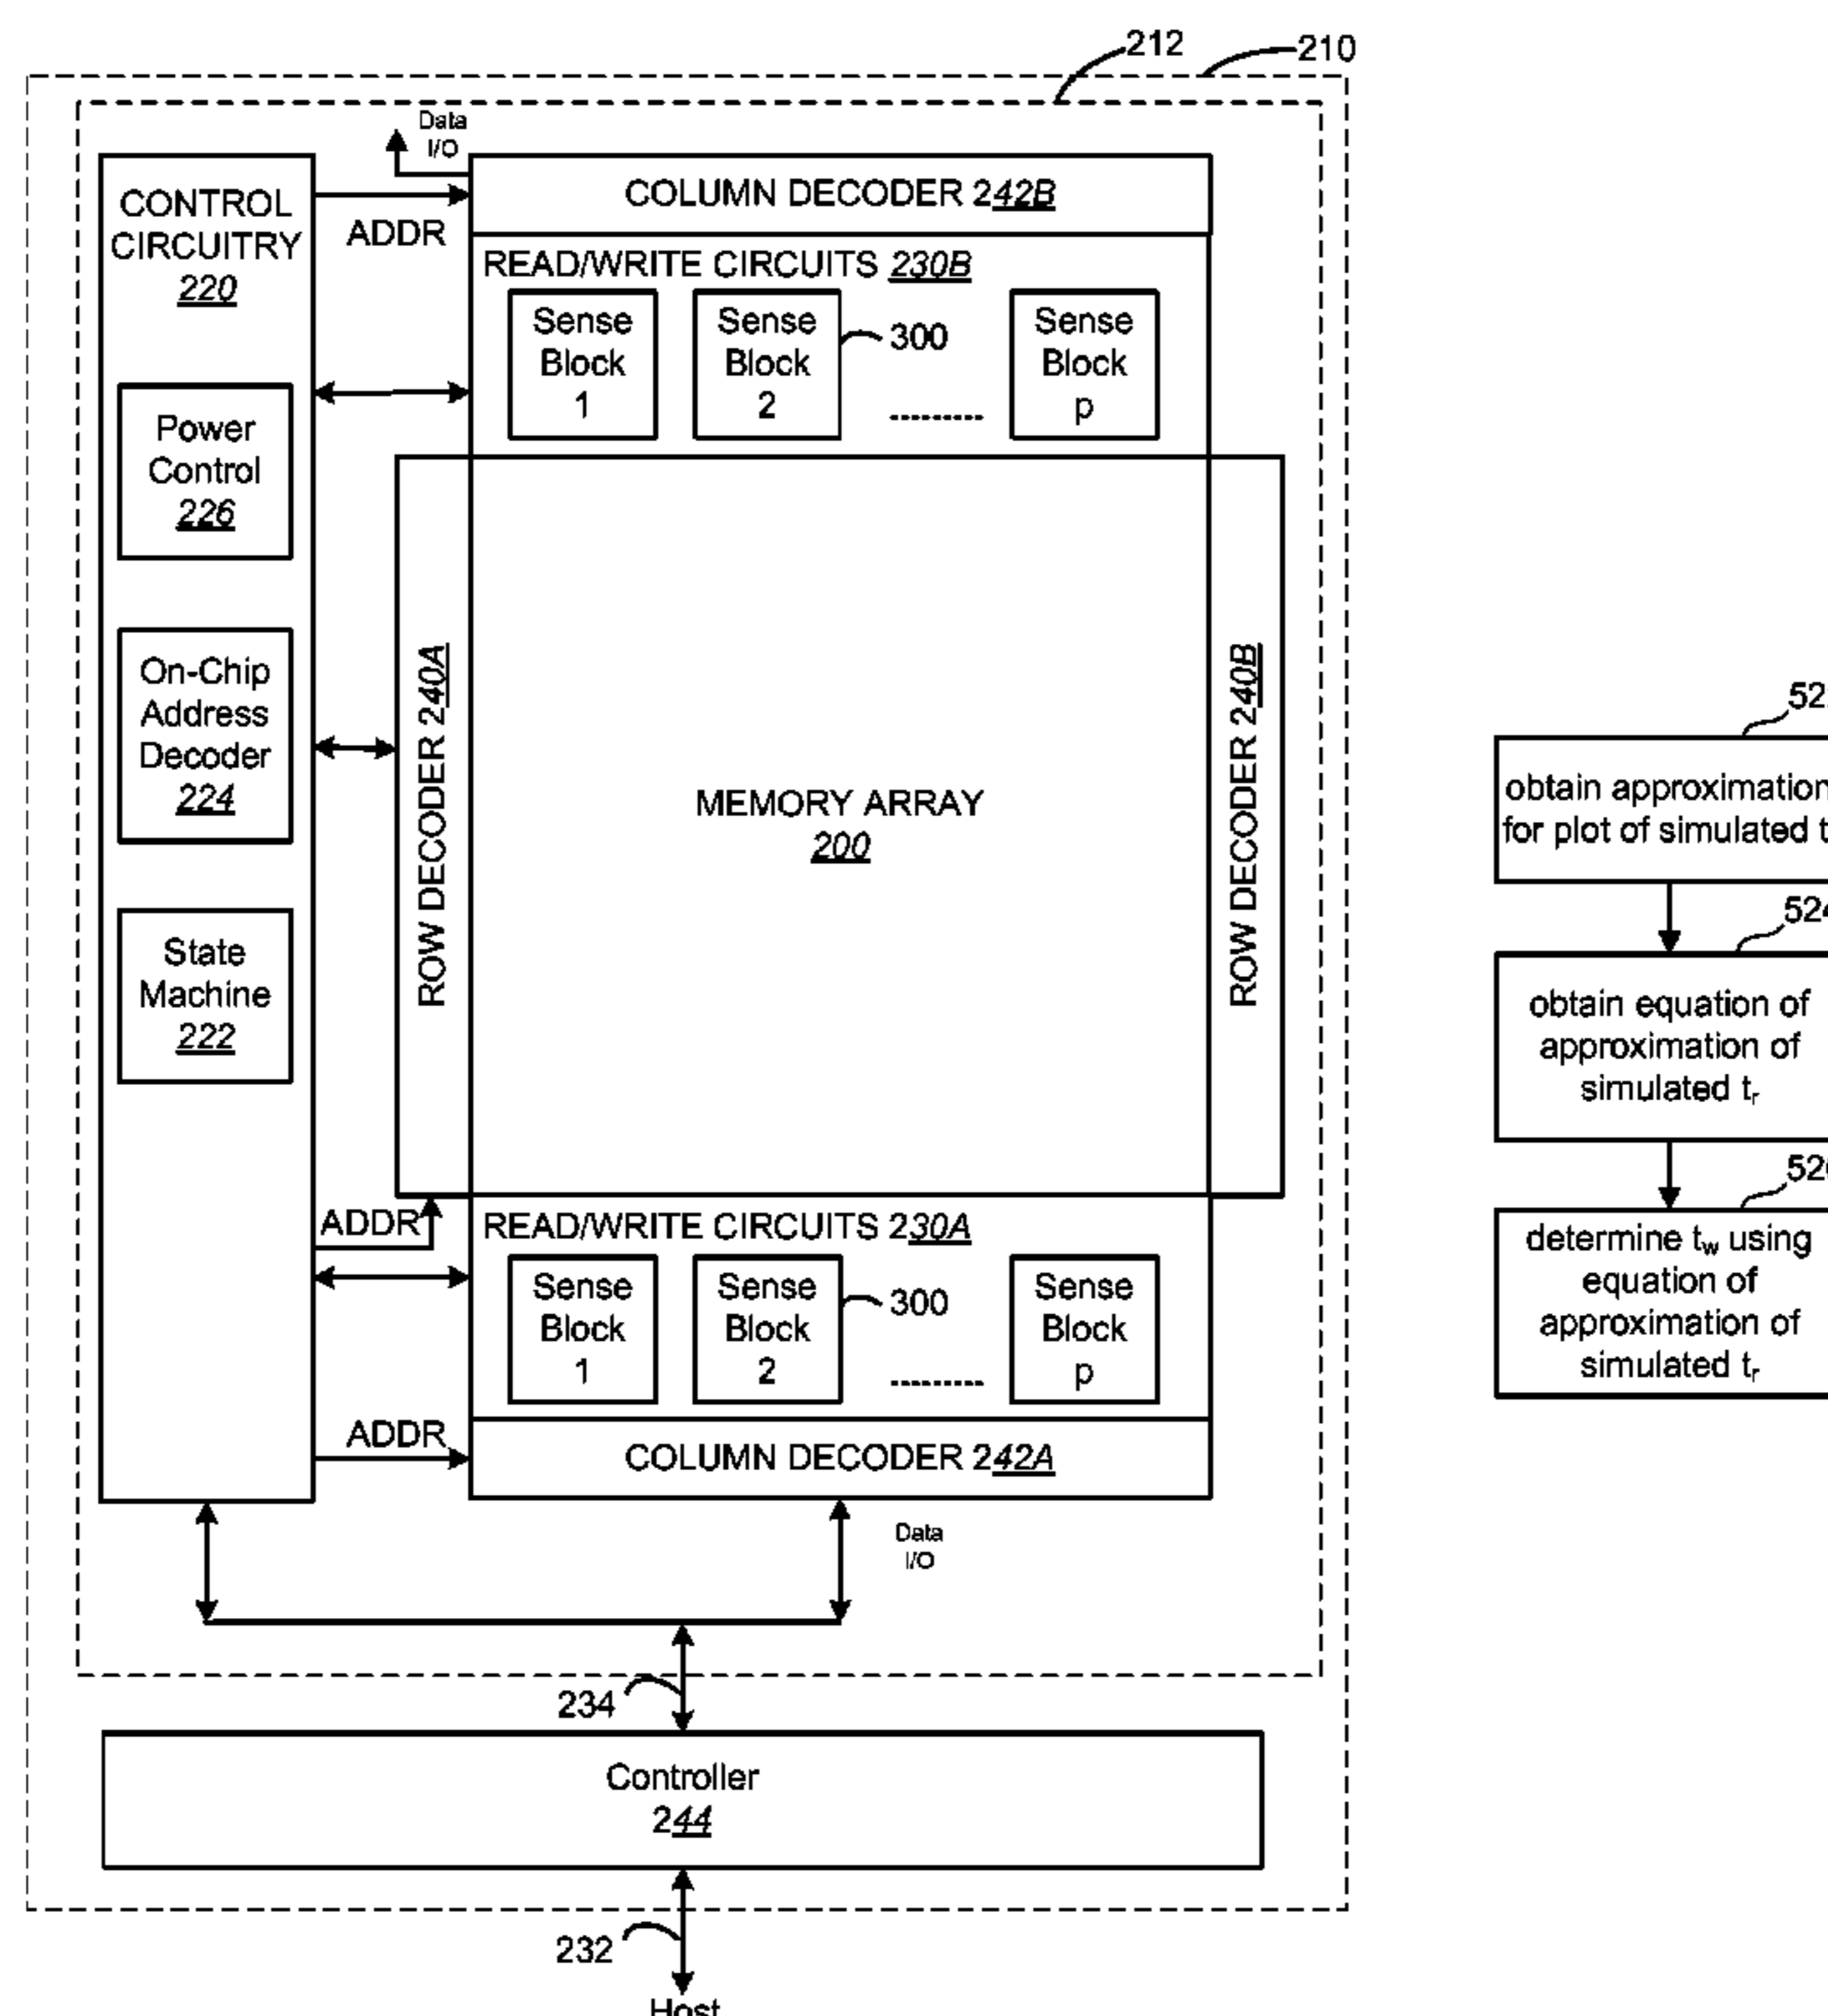 212
210
Data
I/O
CONTROL
CIRCUITRY
220
ADDR
COLUMN DECODER 242B
READ/WRITE CIRCUITS 230B
Sense
Block
1
Sense
Block
2
300
.........
Sense
Block
p
Power
Control
226
On-Chip
Address
Decoder
224
State
Machine
222
ROW DECODER 240A
MEMORY ARRAY
200
ROW DECODER 240B
ADDR
READ/WRITE CIRCUITS 230A
Sense
Block
1
Sense
Block
2
300
.........
Sense
Block
p
ADDR
COLUMN DECODER 242A
Data
I/O
234
Controller
244
232
Host
obtain approximation
for plot of simulated
obtain equation of
approximation of
simulated tr
determine tw using
equation of
approximation of
simulated tr